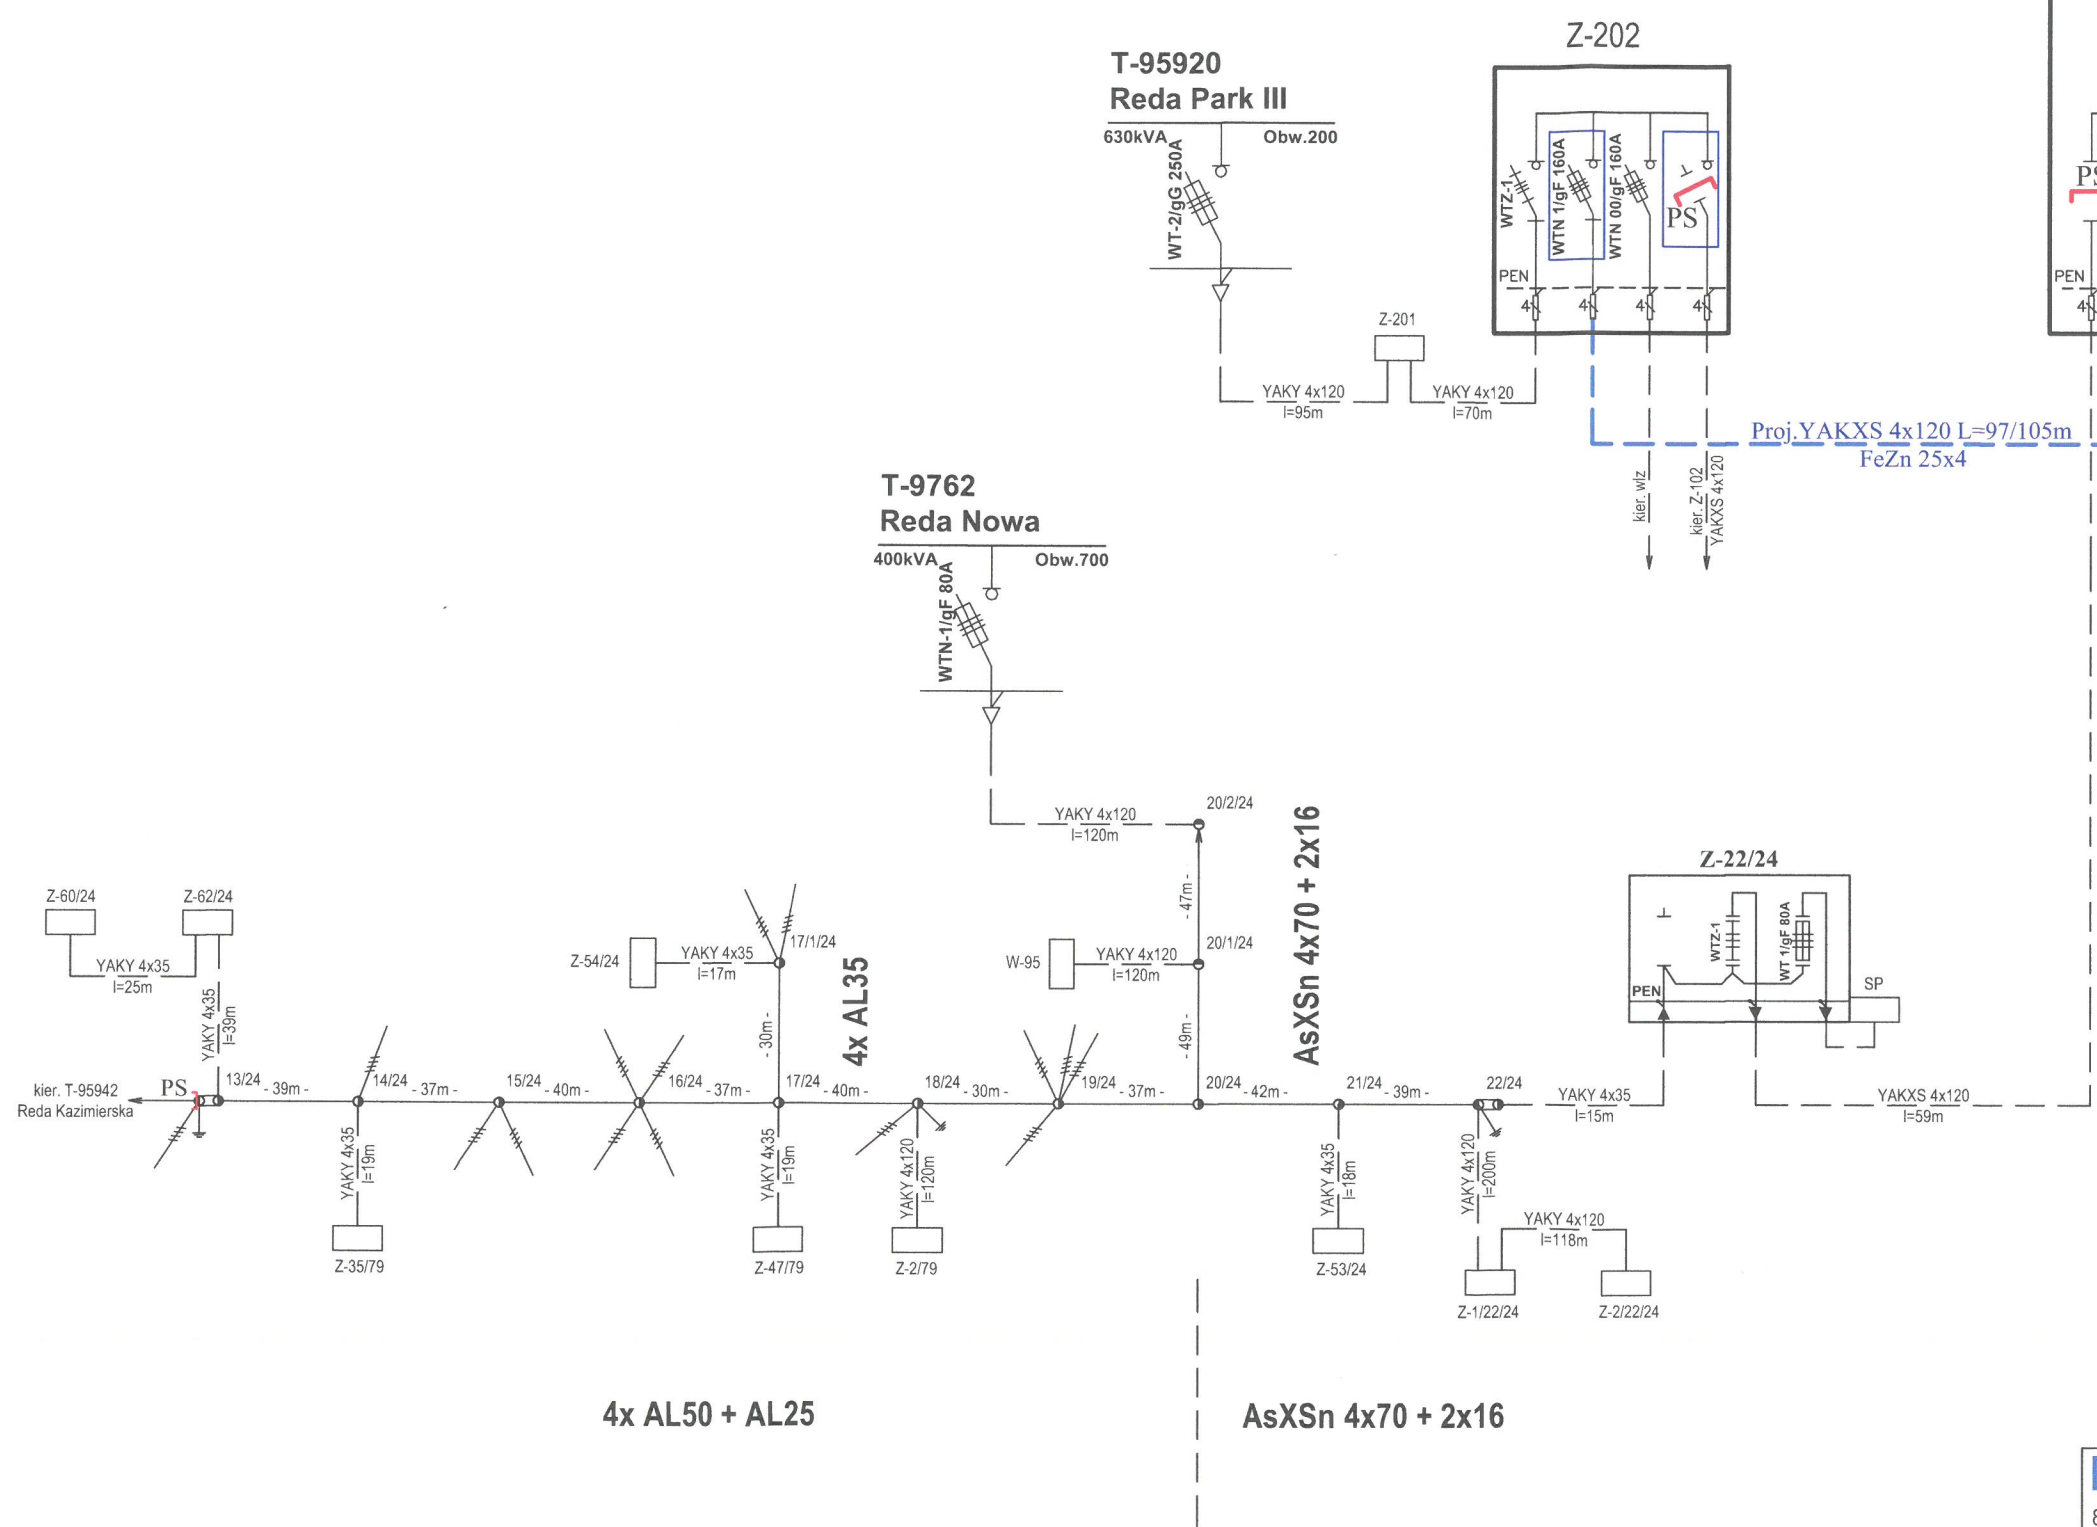 Z-202
T-95920
Reda Park III
630kVA
Obw.200
WT-2/gG 250A
WTZ-1
WTN 1/gF 160A
WTN 00/gF 160A
PS
PEN
4
4
4
4
PS
PEN
4
Z-201
YAKY 4x120
l=95m
YAKY 4x120
l=70m
Proj.YAKXS 4x120 L=97/105m
FeZn 25x4
kier. wlz
kier. Z-102
YAKXS 4x120
T-9762
Reda Nowa
400kVA
Obw.700
WTN-1/gF 80A
YAKY 4x120
l=120m
20/2/24
- 47m -
AsXSn 4x70 + 2x16
20/1/24
W-95
YAKY 4x120
l=120m
- 49m -
Z-22/24
WTZ-1
WT 1/gF 80A
PEN
SP
Z-60/24
Z-62/24
YAKY 4x35
l=25m
YAKY 4x35
l=39m
Z-54/24
YAKY 4x35
l=17m
17/1/24
- 30m -
4x AL35
kier. T-95942
Reda Kazimierska
PS
13/24
- 39m -
14/24
- 37m -
15/24
- 40m -
16/24
- 37m -
17/24
- 40m -
18/24
- 30m -
19/24
- 37m -
20/24
- 42m -
21/24
- 39m -
22/24
YAKY 4x35
l=15m
YAKXS 4x120
l=59m
YAKY 4x35
l=19m
YAKY 4x35
l=19m
YAKY 4x120
l=120m
YAKY 4x35
l=18m
YAKY 4x120
l=200m
YAKY 4x120
l=118m
Z-35/79
Z-47/79
Z-2/79
Z-53/24
Z-1/22/24
Z-2/22/24
4x AL50 + AL25
AsXSn 4x70 + 2x16